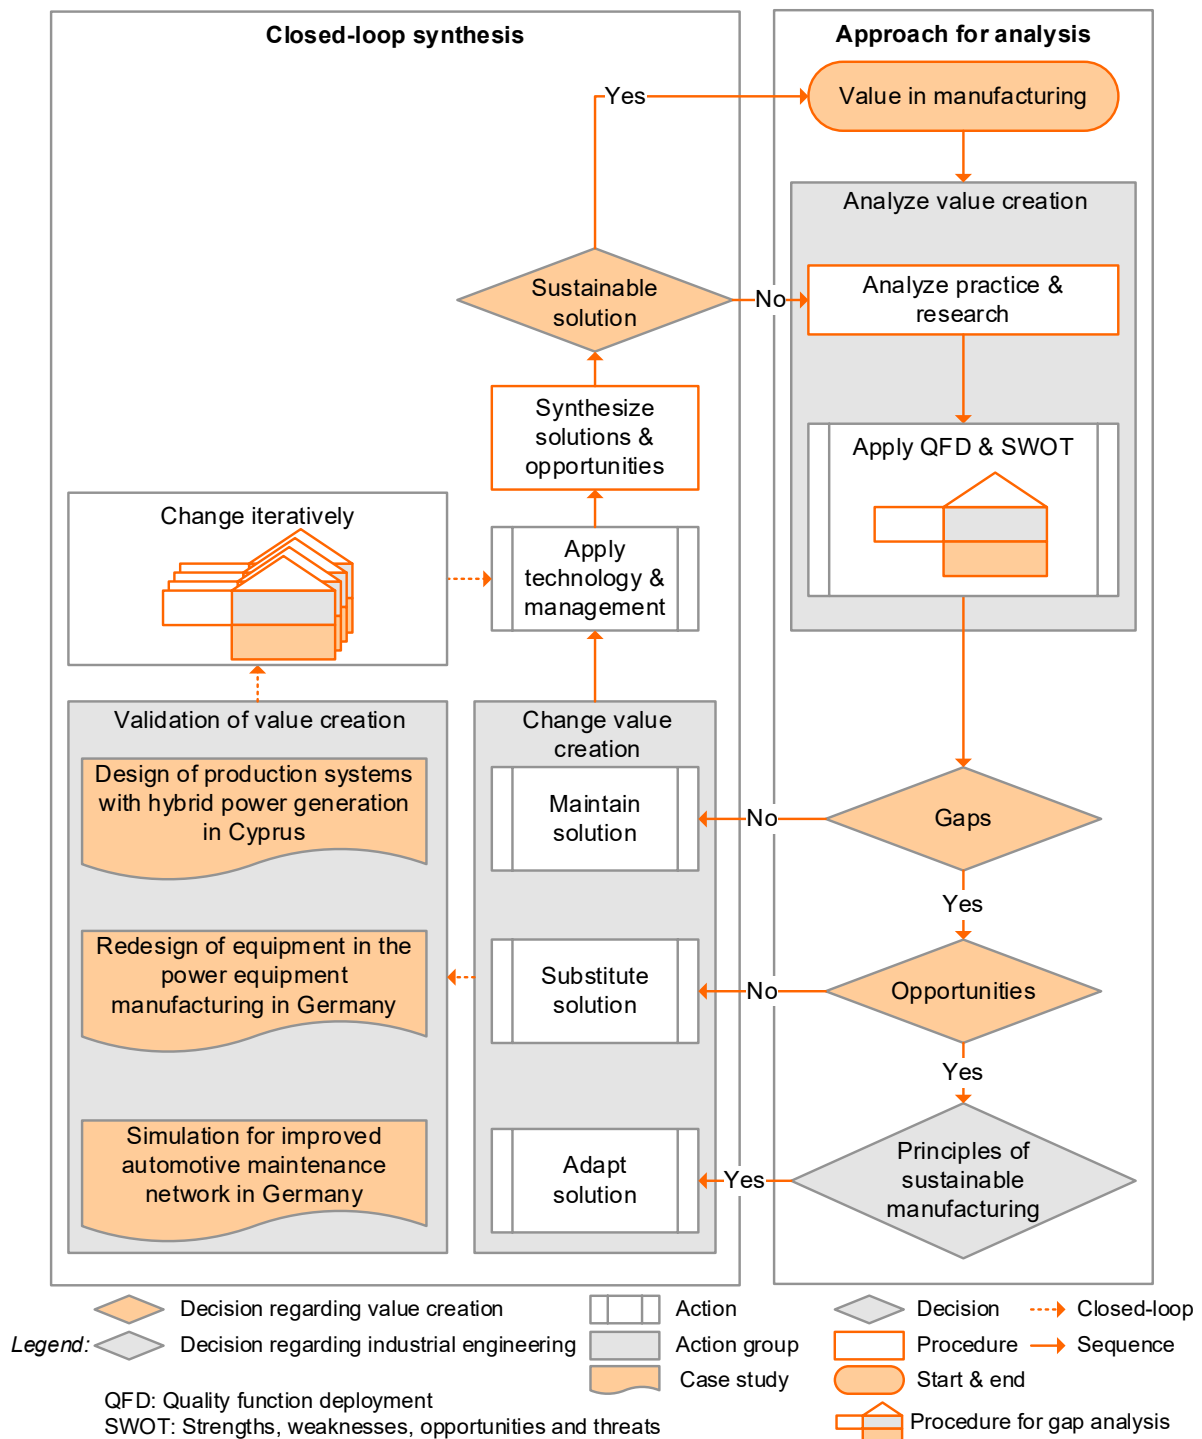 Closed-loop synthesis
Approach for analysis
Yes
Value in manufacturing
Analyze value creation
Sustainable
solution
No
Analyze practice &
research
Synthesize
solutions &
opportunities
Apply QFD & SWOT
Change iteratively
Apply
technology &
management
Validation of value creation
Change value
creation
Design of production systems
with hybrid power generation
in Cyprus
Maintain
solution
No
Gaps
Yes
Redesign of equipment in the
power equipment
manufacturing in Germany
Substitute
solution
No
Opportunities
Yes
Simulation for improved
automotive maintenance
network in Germany
Adapt
solution
Yes
Principles of
sustainable
manufacturing
Legend:
Decision regarding value creation
Decision regarding industrial engineering
Action
Action group
Case study
Decision
Procedure
Start & end
Procedure for gap analysis
Closed-loop
Sequence
QFD: Quality function deployment
SWOT: Strengths, weaknesses, opportunities and threats